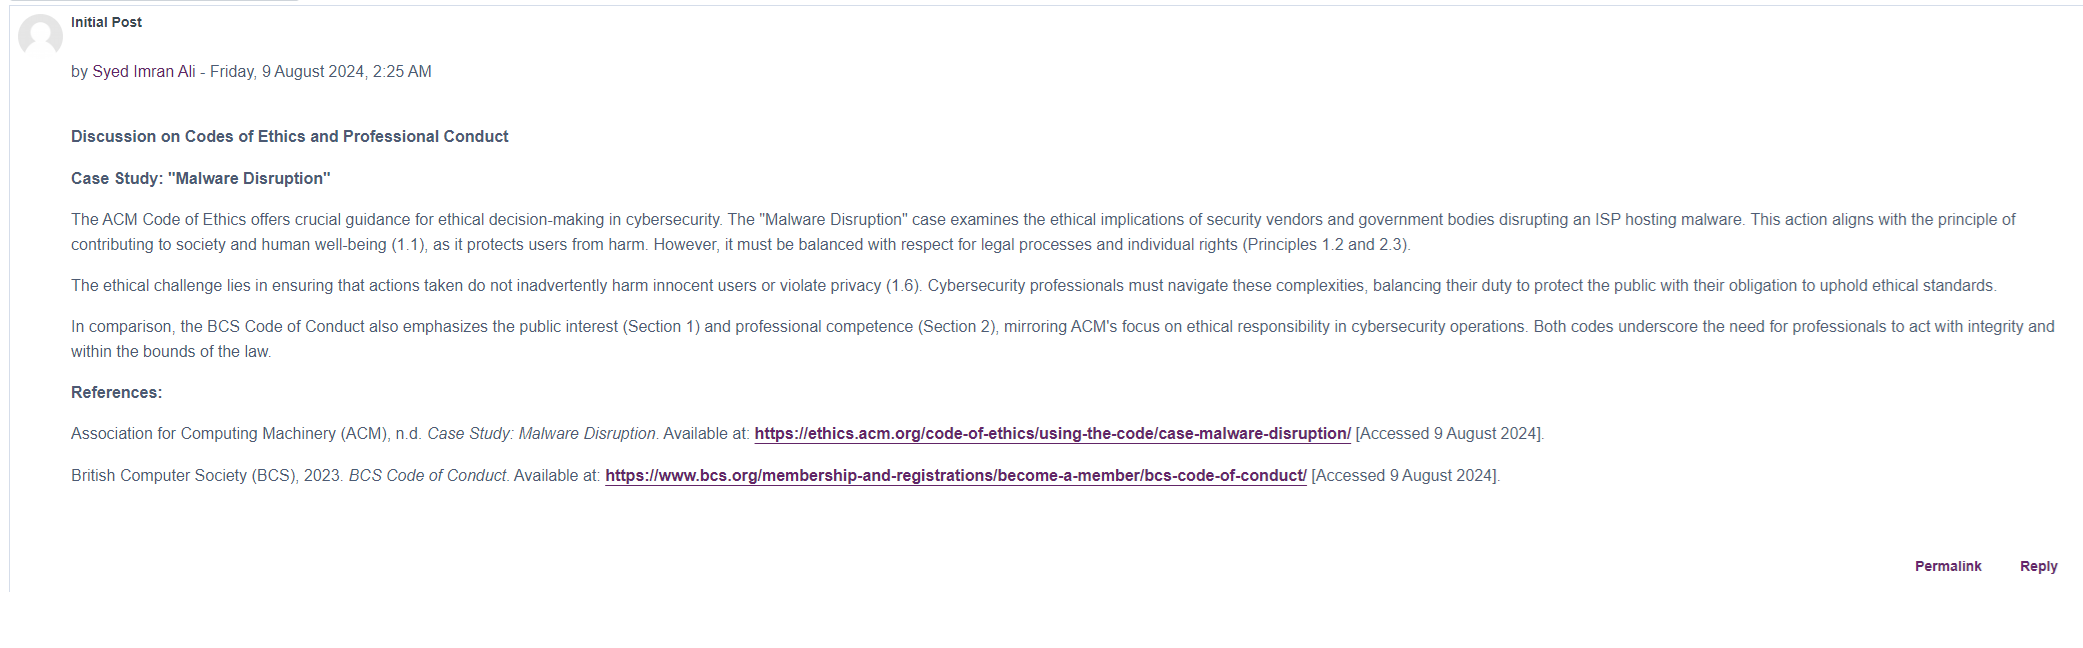 Initial Post
by Syed Imran Ali - Friday, 9 August 2024, 2:25 AM
Discussion on Codes of Ethics and Professional Conduct
Case Study: "Malware Disruption"
The ACM Code of Ethics offers crucial guidance for ethical decision-making in cybersecurity. The "Malware Disruption" case examines the ethical implications of security vendors and government bodies disrupting an ISP hosting malware. This action aligns with the principle of
contributing to society and human well-being (1.1), as it protects users from harm. However, it must be balanced with respect for legal processes and individual rights (Principles 1.2 and 2.3).
The ethical challenge lies in ensuring that actions taken do not inadvertently harm innocent users or violate privacy (1.6). Cybersecurity professionals must navigate these complexities, balancing their duty to protect the public with their obligation to uphold ethical standards.
In comparison, the BCS Code of Conduct also emphasizes the public interest (Section 1) and professional competence (Section 2), mirroring ACM's focus on ethical responsibility in cybersecurity operations. Both codes underscore the need for professionals to act with integrity and
within the bounds of the law.
References:
Association for Computing Machinery (ACM), n.d. Case Study: Malware Disruption. Available at: https://ethics.acm.org/code-of-ethics/using-the-code/case-malware-disruption/ [Accessed 9 August 2024].
British Computer Society (BCS), 2023. BCS Code of Conduct. Available at: https://www.bcs.org/membership-and-registrations/become-a-member/bcs-code-of-conduct/ [Accessed 9 August 2024].
Permalink Reply